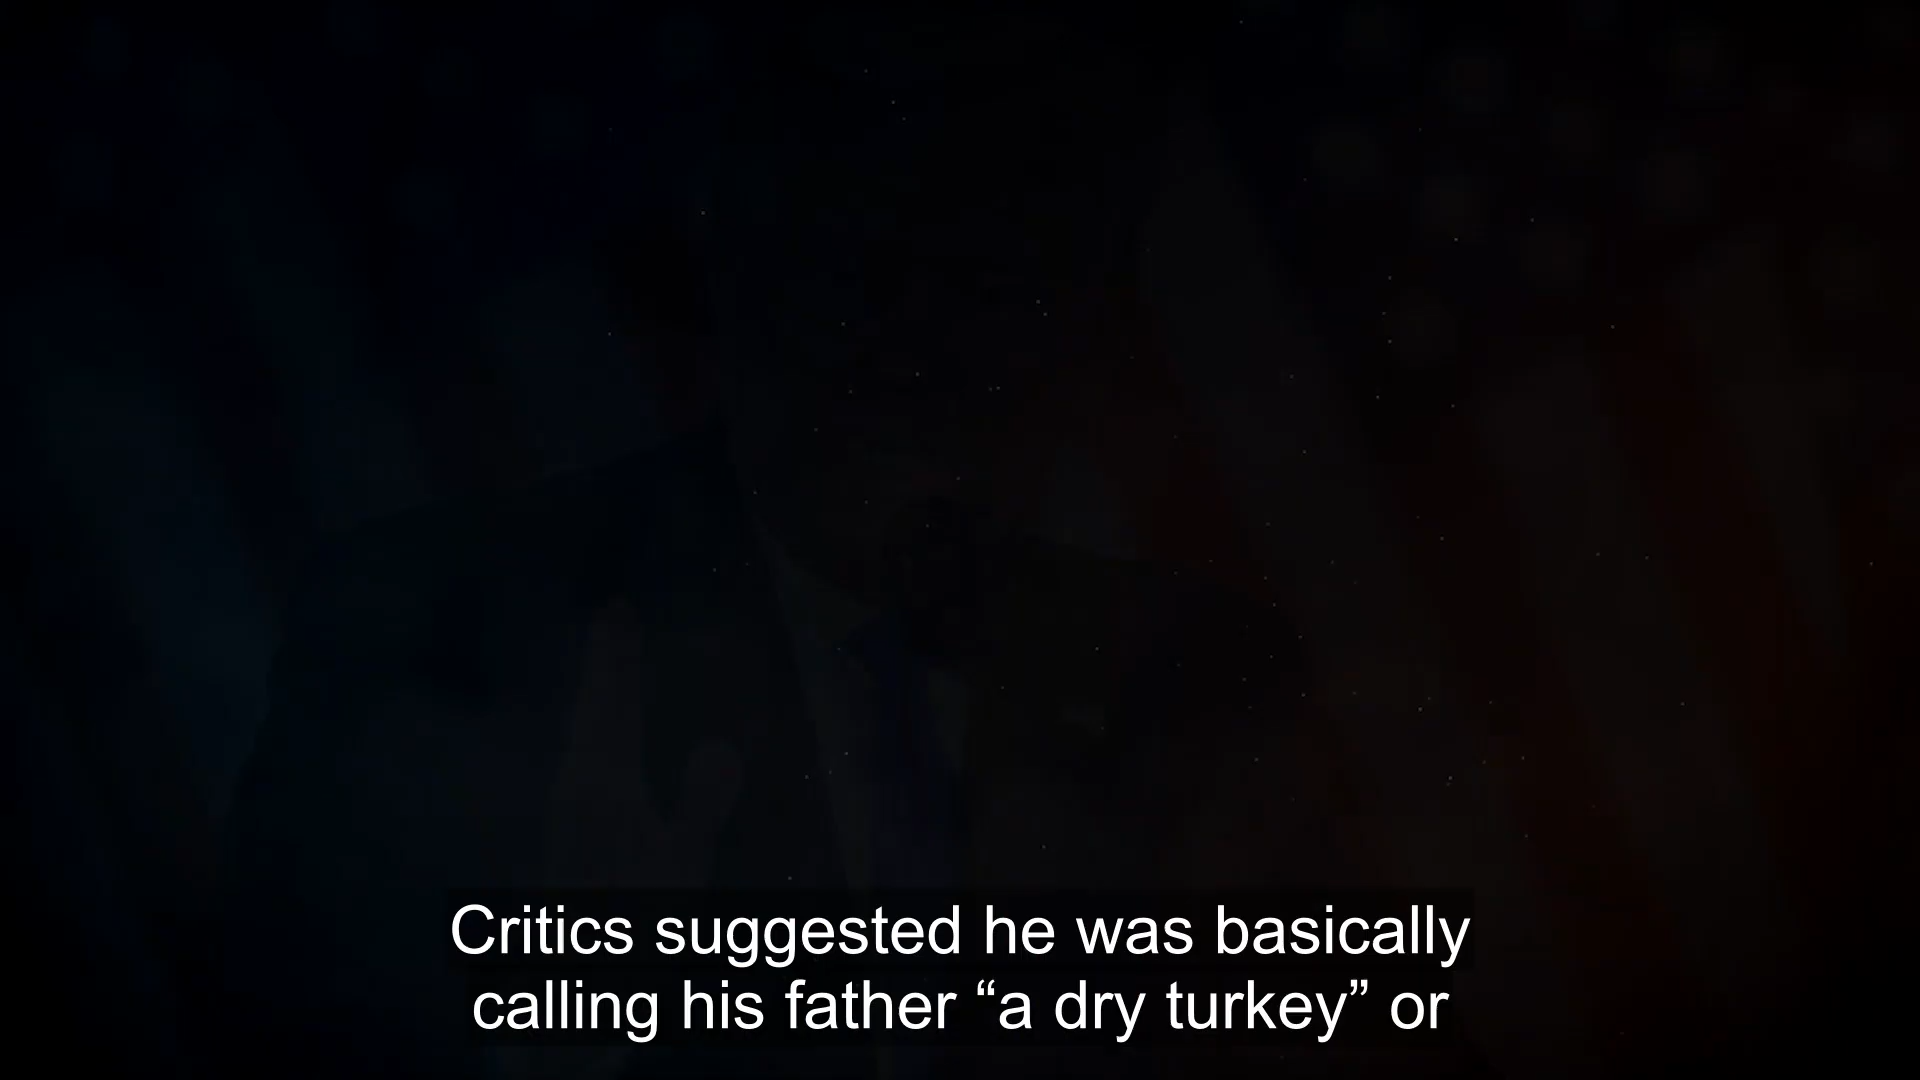 Critics suggested he was basically
calling his father “a dry turkey” or